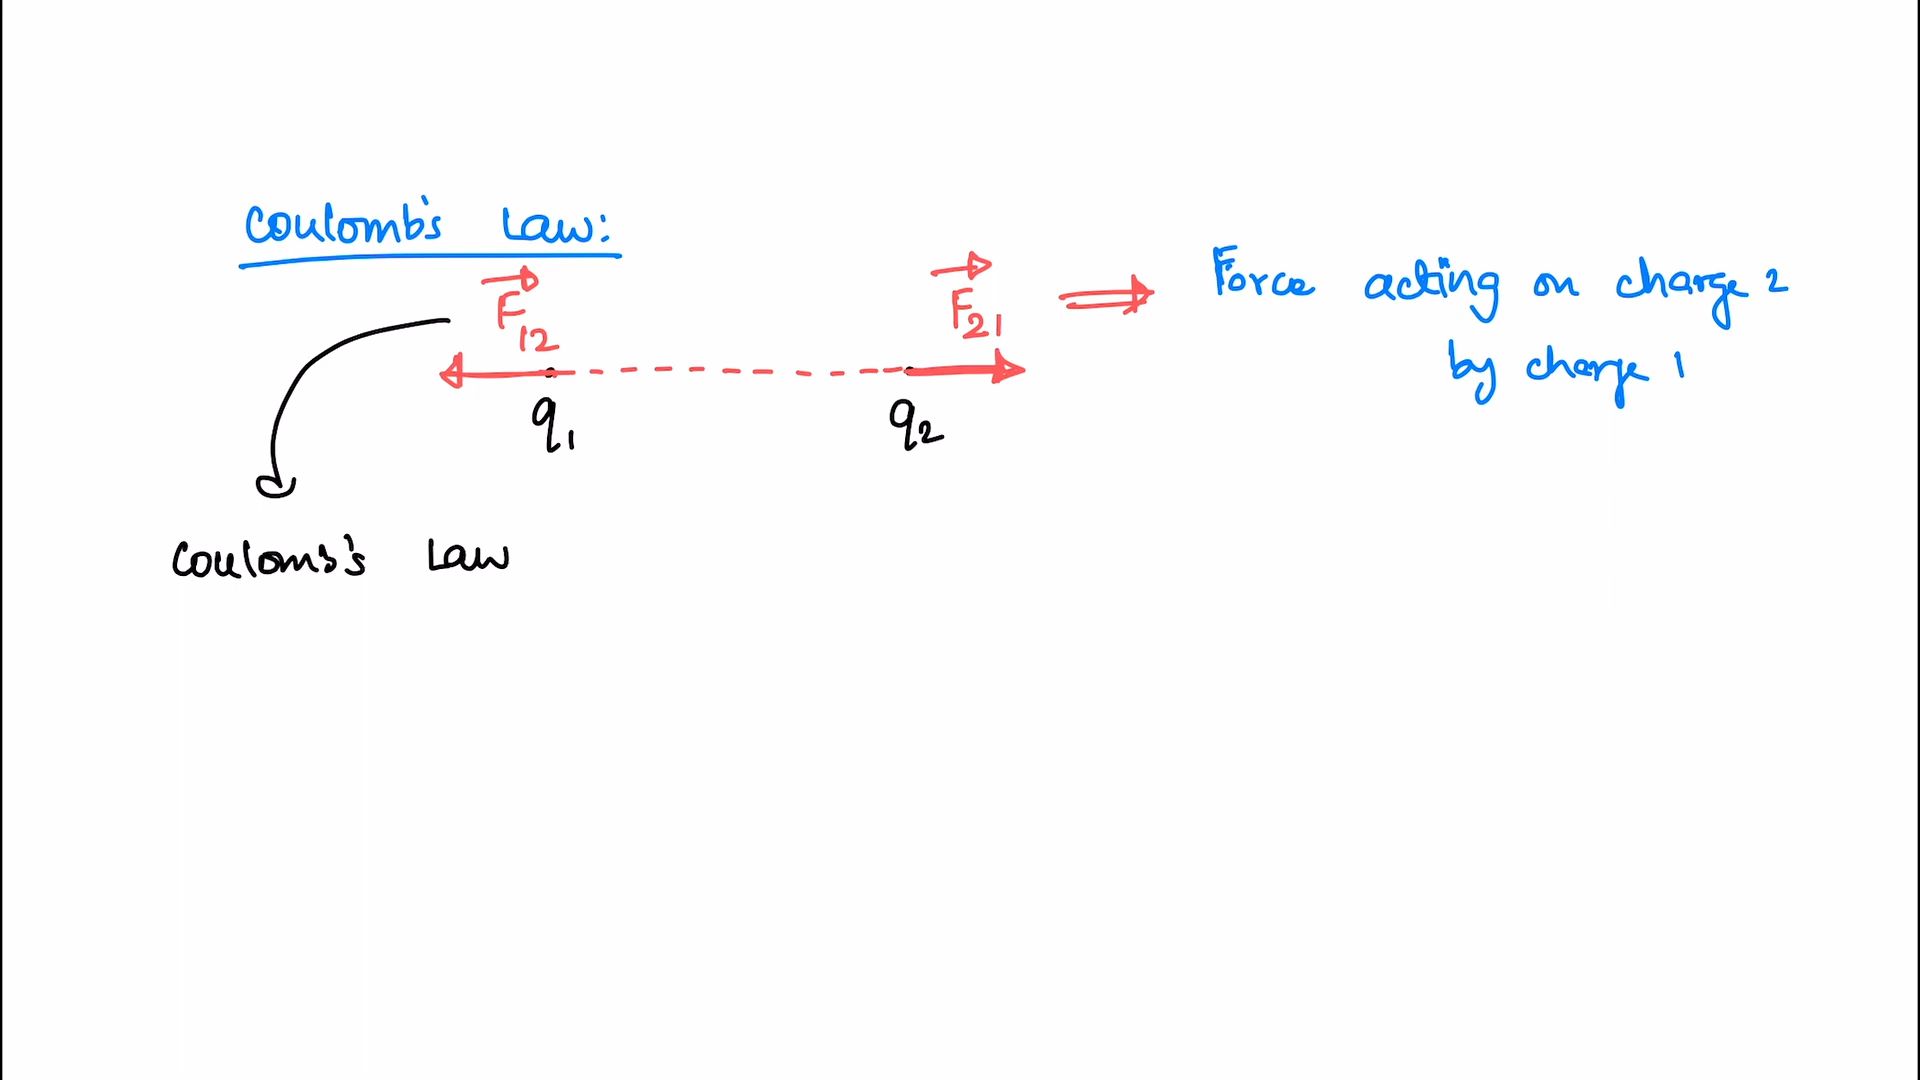 Coulomb's Law:
F12
F21
Force acting on charge 2
by charge 1
q1
q2
Coulomb's Law